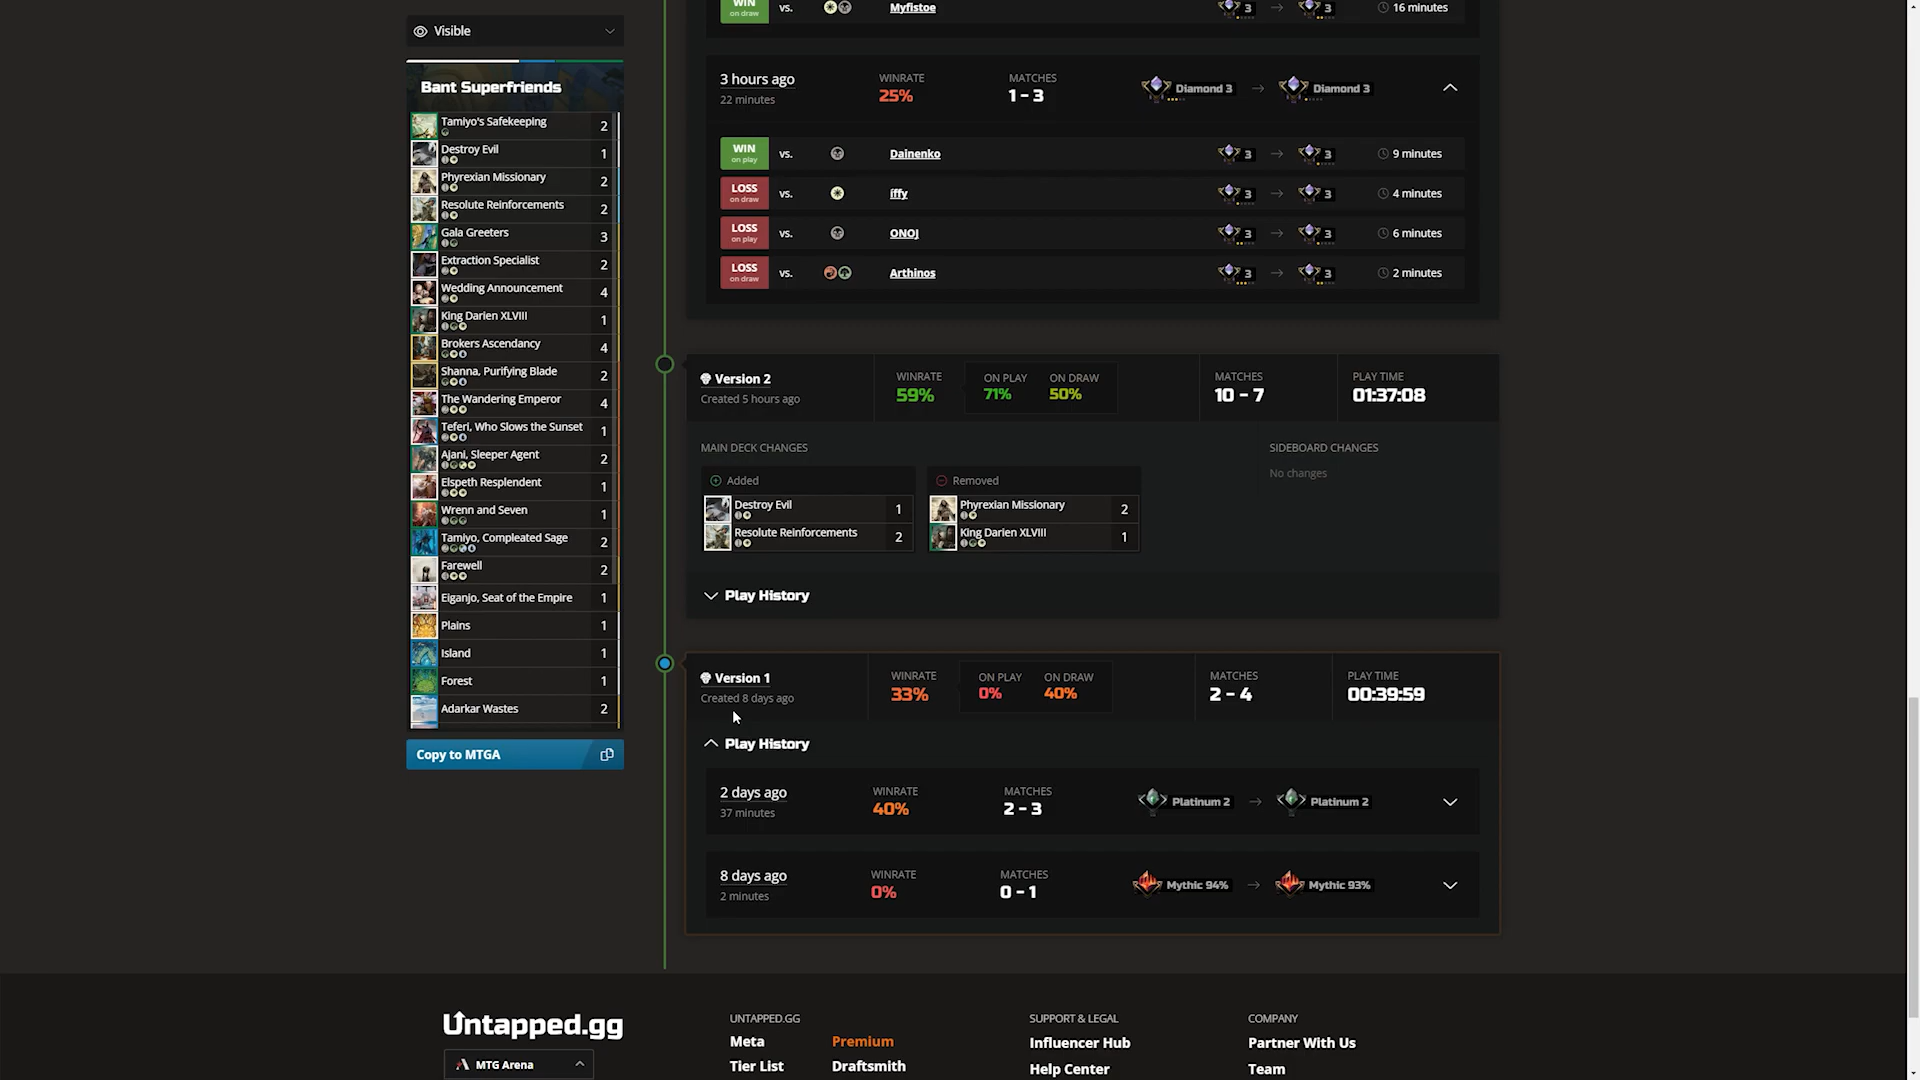 Visible
Bant Superfriends
Tamiyo's Safekeeping 2
Destroy Evil 1
Phyrexian Missionary 2
Resolute Reinforcements 2
Gala Greeters 3
Extraction Specialist 2
Wedding Announcement 4
King Darien XLVIII 1
Brokers Ascendancy 4
Shanna, Purifying Blade 2
The Wandering Emperor 4
Teferi, Who Slows the Sunset 1
Ajani, Sleeper Agent 2
Elspeth Resplendent 1
Wrenn and Seven 1
Tamiyo, Compleated Sage 2
Farewell 2
Eiganjo, Seat of the Empire 1
Plains 1
Island 1
Forest 1
Adarkar Wastes 2
Copy to MTGA
WIN vs. Myfistoe 3 → 3 16 minutes
on draw
3 hours ago WINRATE MATCHES Diamond 3 → Diamond 3
22 minutes 25% 1 - 3
WIN vs. Dainenko 3 → 3 9 minutes
on play
LOSS vs. iffy 3 → 3 4 minutes
on draw
LOSS vs. ONOJ 3 → 3 6 minutes
on play
LOSS vs. Arthinos 3 → 3 2 minutes
on draw
Version 2 WINRATE ON PLAY ON DRAW MATCHES PLAY TIME
Created 5 hours ago 59% 71% 50% 10 - 7 01:37:08
MAIN DECK CHANGES SIDEBOARD CHANGES
Added Removed No changes
Destroy Evil 1 Phyrexian Missionary 2
Resolute Reinforcements 2 King Darien XLVIII 1
Play History
Version 1 WINRATE ON PLAY ON DRAW MATCHES PLAY TIME
Created 8 days ago 33% 0% 40% 2 - 4 00:39:59
Play History
2 days ago WINRATE MATCHES Platinum 2 → Platinum 2
37 minutes 40% 2 - 3
8 days ago WINRATE MATCHES Mythic 94% → Mythic 93%
2 minutes 0% 0 - 1
Untapped.gg
MTG Arena
UNTAPPED.GG SUPPORT & LEGAL COMPANY
Meta Premium Influencer Hub Partner With Us
Tier List Draftsmith Help Center Team